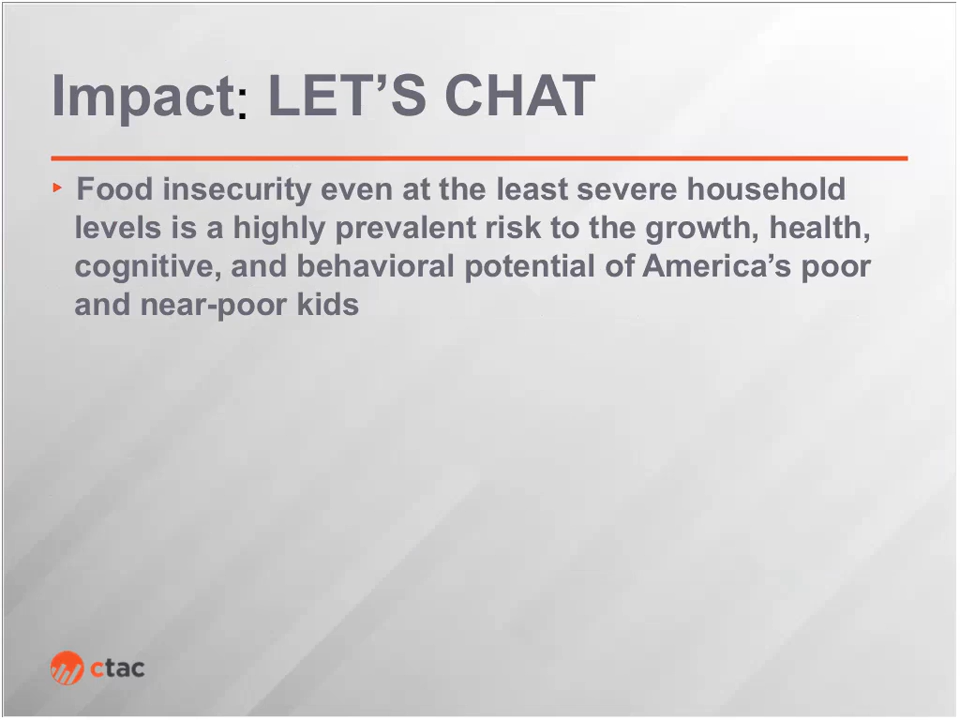 Impact: LET’S CHAT
‣ Food insecurity even at the least severe household
levels is a highly prevalent risk to the growth, health,
cognitive, and behavioral potential of America’s poor
and near-poor kids
ctac